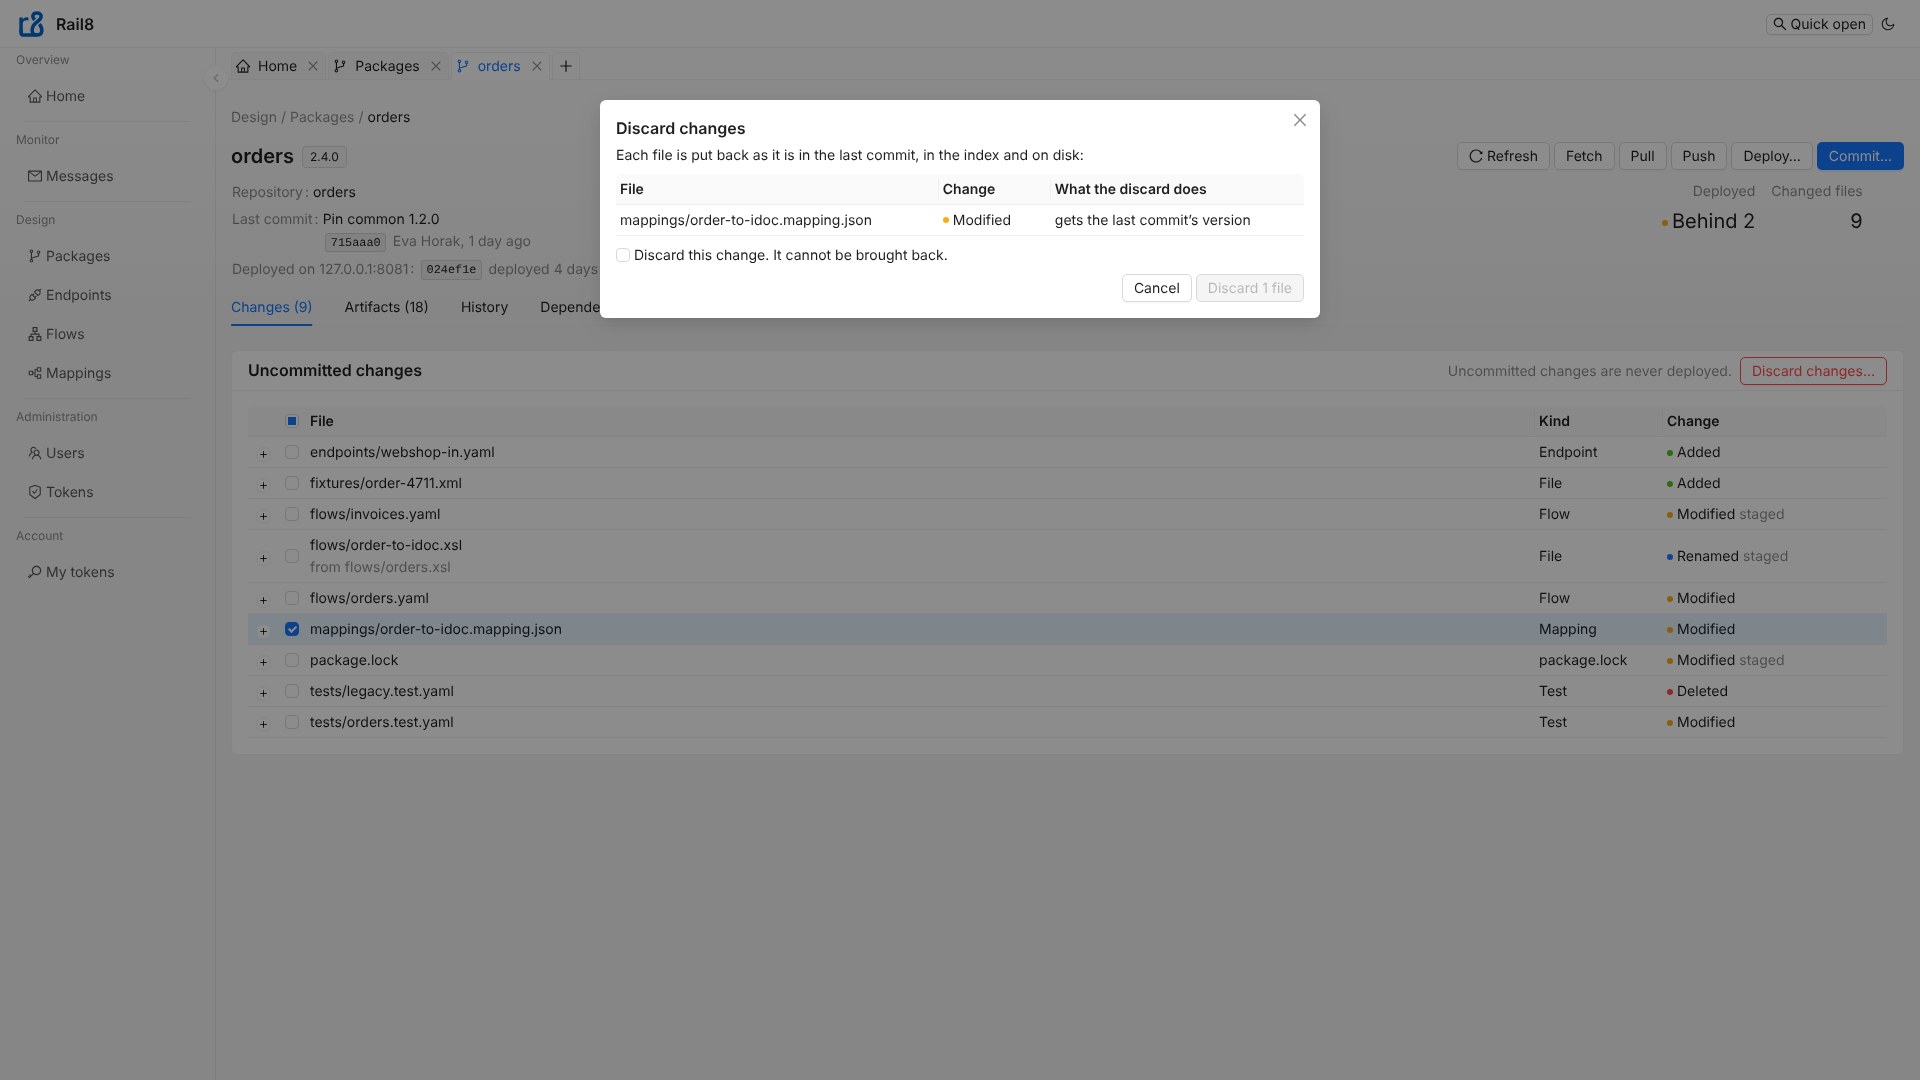 r8 Rail8
Quick open
Overview
Home
Monitor
Messages
Design
Packages
Endpoints
Flows
Mappings
Administration
Users
Tokens
Account
My tokens
Home
Packages
orders
Design / Packages / orders
orders 2.4.0
Refresh
Fetch
Pull
Push
Deploy...
Commit...
Repository: orders
Last commit: Pin common 1.2.0
715aaa0 Eva Horak, 1 day ago
Deployed on 127.0.0.1:8081: 024ef1e deployed 4 days
Deployed
Behind 2
Changed files
9
Changes (9)
Artifacts (18)
History
Depende
Discard changes
Each file is put back as it is in the last commit, in the index and on disk:
File Change What the discard does
mappings/order-to-idoc.mapping.json Modified gets the last commit’s version
Discard this change. It cannot be brought back.
Cancel
Discard 1 file
Uncommitted changes
Uncommitted changes are never deployed.
Discard changes...
File Kind Change
endpoints/webshop-in.yaml Endpoint Added
fixtures/order-4711.xml File Added
flows/invoices.yaml Flow Modified staged
flows/order-to-idoc.xsl
from flows/orders.xsl
File Renamed staged
flows/orders.yaml Flow Modified
mappings/order-to-idoc.mapping.json Mapping Modified
package.lock package.lock Modified staged
tests/legacy.test.yaml Test Deleted
tests/orders.test.yaml Test Modified